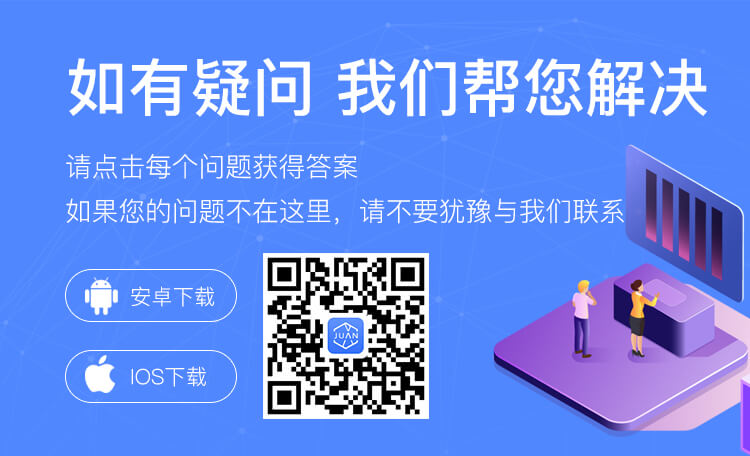 如有疑问 我们帮您解决
请点击每个问题获得答案
如果您的问题不在这里，请不要犹豫与我们联系
安卓下载
IOS下载
JUAN